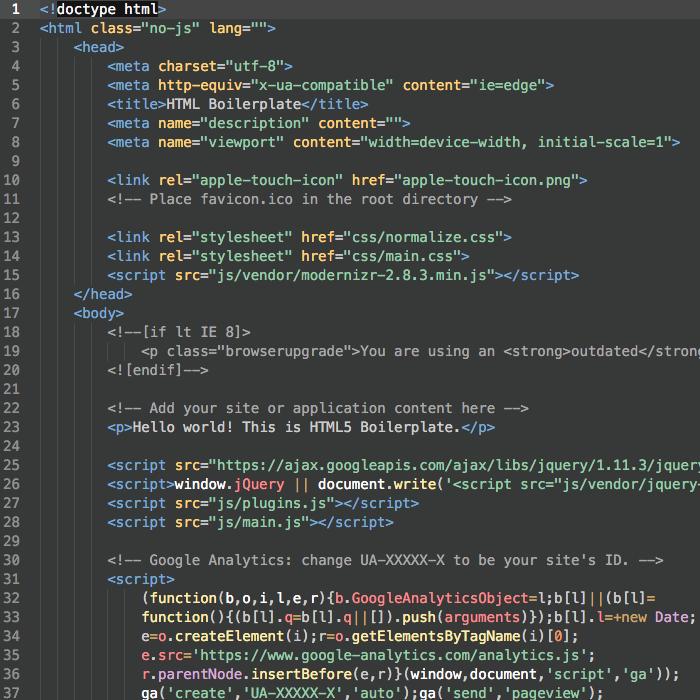 1 <!doctype html>
2 <html class="no-js" lang="">
3 <head>
4 <meta charset="utf-8">
5 <meta http-equiv="x-ua-compatible" content="ie=edge">
6 <title>HTML Boilerplate</title>
7 <meta name="description" content="">
8 <meta name="viewport" content="width=device-width, initial-scale=1">
9
10 <link rel="apple-touch-icon" href="apple-touch-icon.png">
11 <!-- Place favicon.ico in the root directory -->
12
13 <link rel="stylesheet" href="css/normalize.css">
14 <link rel="stylesheet" href="css/main.css">
15 <script src="js/vendor/modernizr-2.8.3.min.js"></script>
16 </head>
17 <body>
18 <!--[if lt IE 8]>
19 <p class="browserupgrade">You are using an <strong>outdated</stron
20 <![endif]-->
21
22 <!-- Add your site or application content here -->
23 <p>Hello world! This is HTML5 Boilerplate.</p>
24
25 <script src="https://ajax.googleapis.com/ajax/libs/jquery/1.11.3/jquery
26 <script>window.jQuery || document.write('<script src="js/vendor/jquery-
27 <script src="js/plugins.js"></script>
28 <script src="js/main.js"></script>
29
30 <!-- Google Analytics: change UA-XXXXX-X to be your site's ID. -->
31 <script>
32 (function(b,o,i,l,e,r){b.GoogleAnalyticsObject=l;b[l]||(b[l]=
33 function(){(b[l].q=b[l].q||[]).push(arguments)});b[l].l=+new Date;
34 e=o.createElement(i);r=o.getElementsByTagName(i)[0];
35 e.src='https://www.google-analytics.com/analytics.js';
36 r.parentNode.insertBefore(e,r)}(window,document,'script','ga'));
37 ga('create','UA-XXXXX-X','auto');ga('send','pageview');